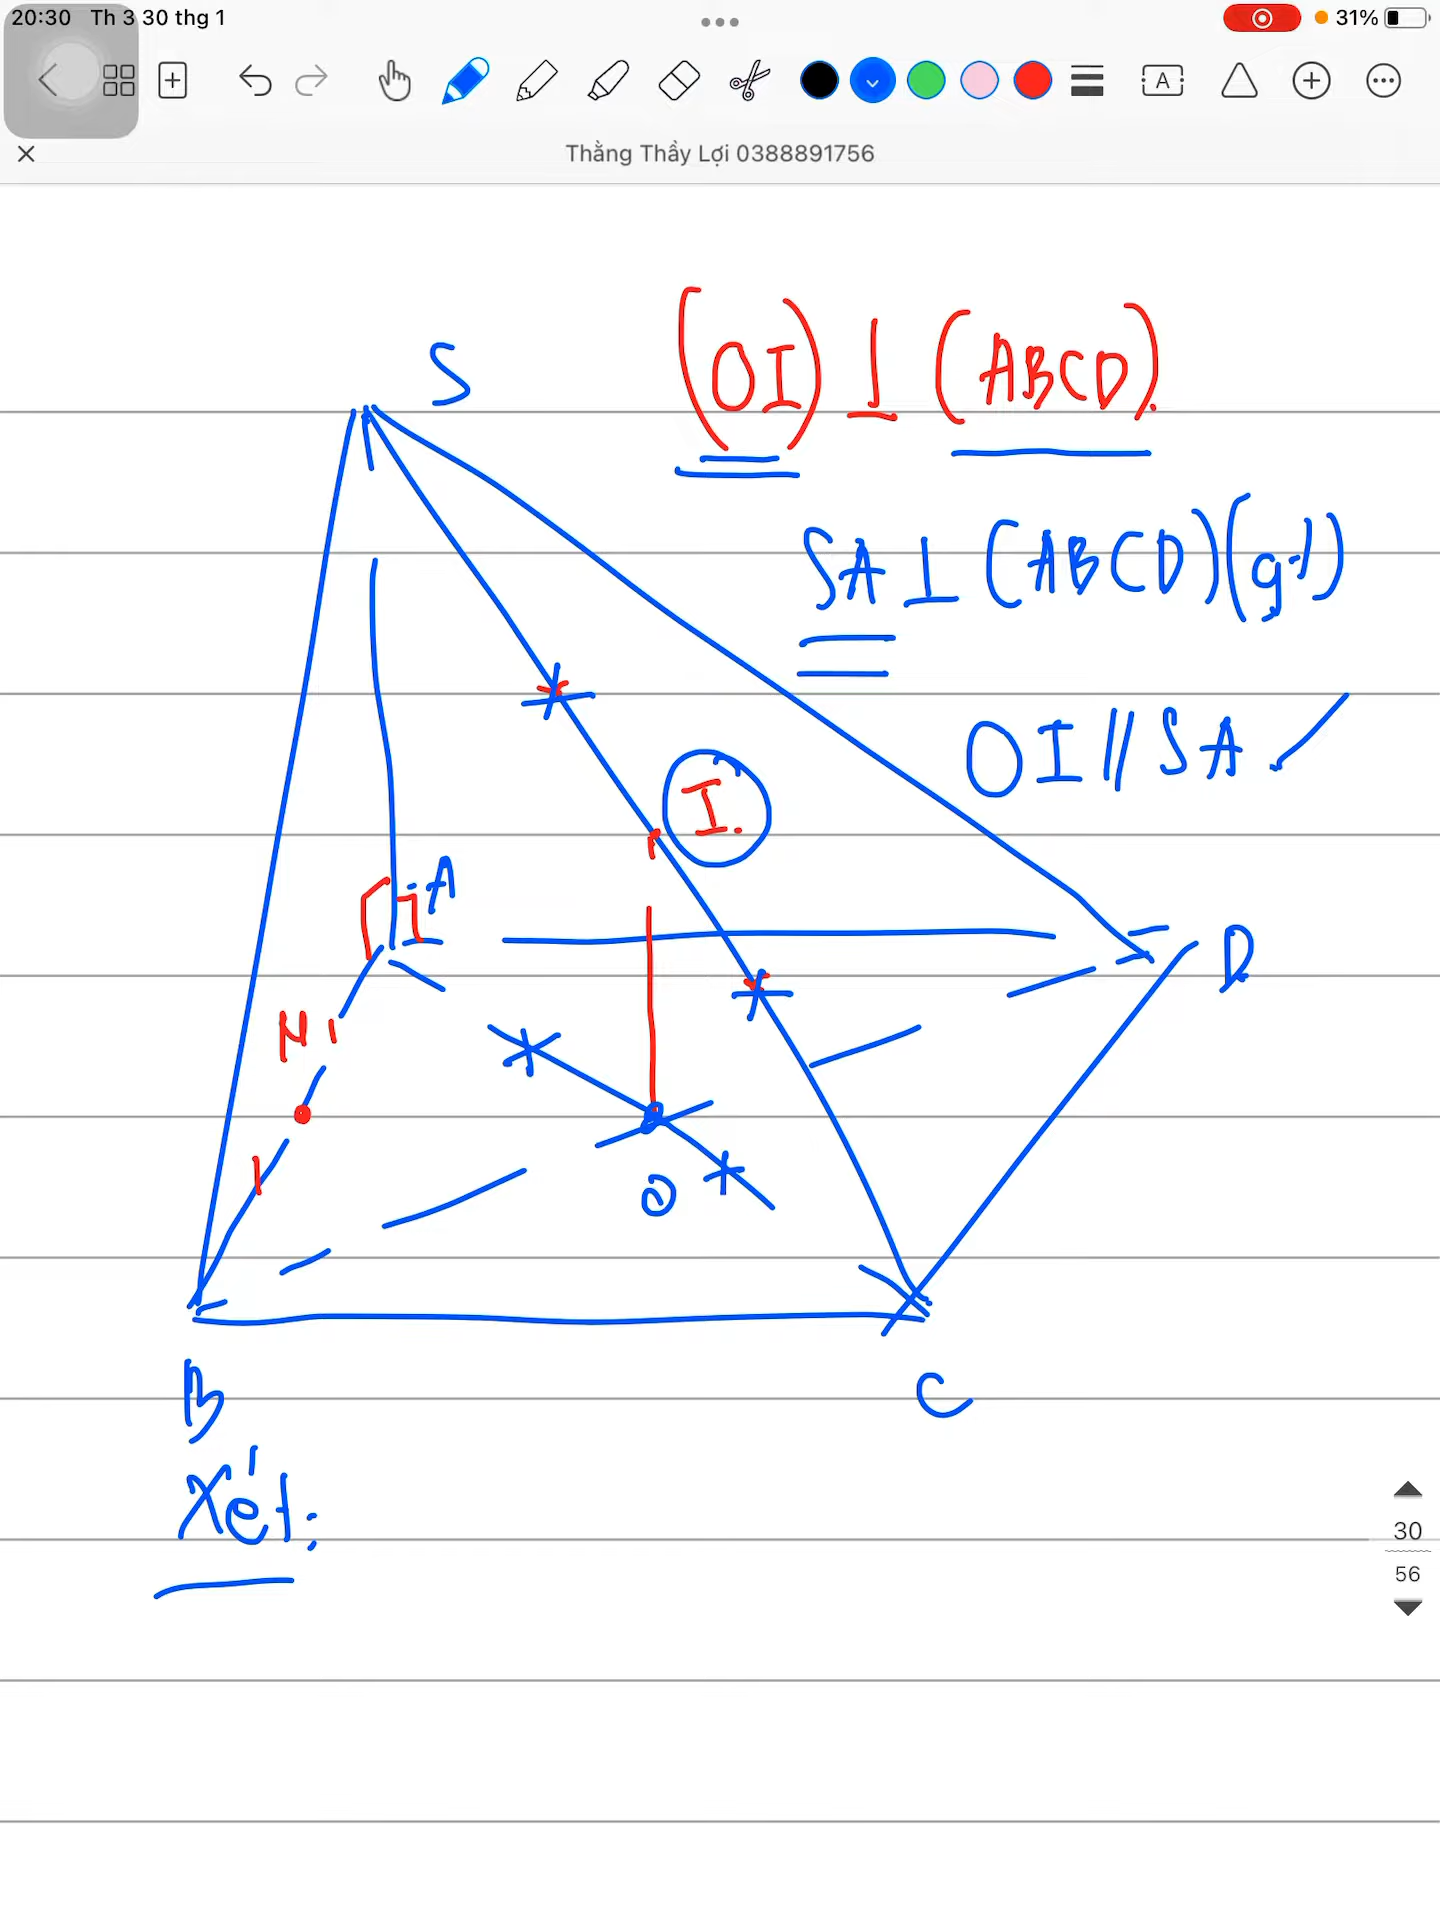 20:30 Th 3 30 thg 1
31%
A
Thằng Thầy Lợi 0388891756
S
(OI) ⊥ (ABCD).
SA ⊥ (ABCD)(gt)
OI // SA
I.
A
D
M
O
B
C
Xét:
30
56